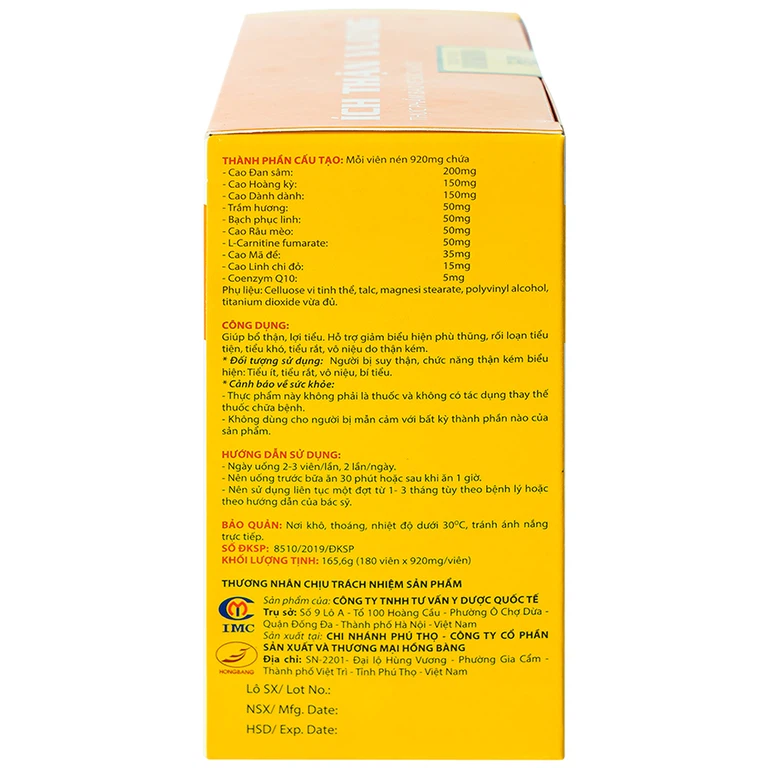 ÍCH THẬN VƯƠNG
THÀNH PHẦN CẤU TẠO: Mỗi viên nén 920mg chứa
- Cao Đan sâm: 200mg
- Cao Hoàng kỳ: 150mg
- Cao Dành dành: 150mg
- Trầm hương: 50mg
- Bạch phục linh: 50mg
- Cao Râu mèo: 50mg
- L-Carnitine fumarate: 50mg
- Cao Mã đề: 35mg
- Cao Linh chi đỏ: 15mg
- Coenzym Q10: 5mg
Phụ liệu: Celluose vi tinh thể, talc, magnesi stearate, polyvinyl alcohol,
titanium dioxide vừa đủ.
CÔNG DỤNG:
Giúp bổ thận, lợi tiểu. Hỗ trợ giảm biểu hiện phù thũng, rối loạn tiểu
tiện, tiểu khó, tiểu rắt, vô niệu do thận kém.
* Đối tượng sử dụng: Người bị suy thận, chức năng thận kém biểu
hiện: Tiểu ít, tiểu rắt, vô niệu, bí tiểu.
* Cảnh báo về sức khỏe:
- Thực phẩm này không phải là thuốc và không có tác dụng thay thế
thuốc chữa bệnh.
- Không dùng cho người bị mẫn cảm với bất kỳ thành phần nào của
sản phẩm.
HƯỚNG DẪN SỬ DỤNG:
- Ngày uống 2-3 viên/lần, 2 lần/ngày.
- Nên uống trước bữa ăn 30 phút hoặc sau khi ăn 1 giờ.
- Nên sử dụng liên tục một đợt từ 1- 3 tháng tùy theo bệnh lý hoặc
theo hướng dẫn của bác sỹ.
BẢO QUẢN: Nơi khô, thoáng, nhiệt độ dưới 30⁰C, tránh ánh nắng
trực tiếp.
SỐ ĐKSP: 8510/2019/ĐKSP
KHỐI LƯỢNG TỊNH: 165,6g (180 viên x 920mg/viên)
THƯƠNG NHÂN CHỊU TRÁCH NHIỆM SẢN PHẨM
IMC
Sản phẩm của: CÔNG TY TNHH TƯ VẤN Y DƯỢC QUỐC TẾ
Trụ sở: Số 9 Lô A - Tổ 100 Hoàng Cầu - Phường Ô Chợ Dừa -
Quận Đống Đa - Thành phố Hà Nội - Việt Nam
HONGBANG
Sản xuất tại: CHI NHÁNH PHÚ THỌ - CÔNG TY CỔ PHẦN
SẢN XUẤT VÀ THƯƠNG MẠI HỒNG BÀNG
Địa chỉ: SN-2201- Đại lộ Hùng Vương - Phường Gia Cẩm -
Thành phố Việt Trì - Tỉnh Phú Thọ - Việt Nam
Lô SX/ Lot No.:
NSX/ Mfg. Date:
HSD/ Exp. Date: